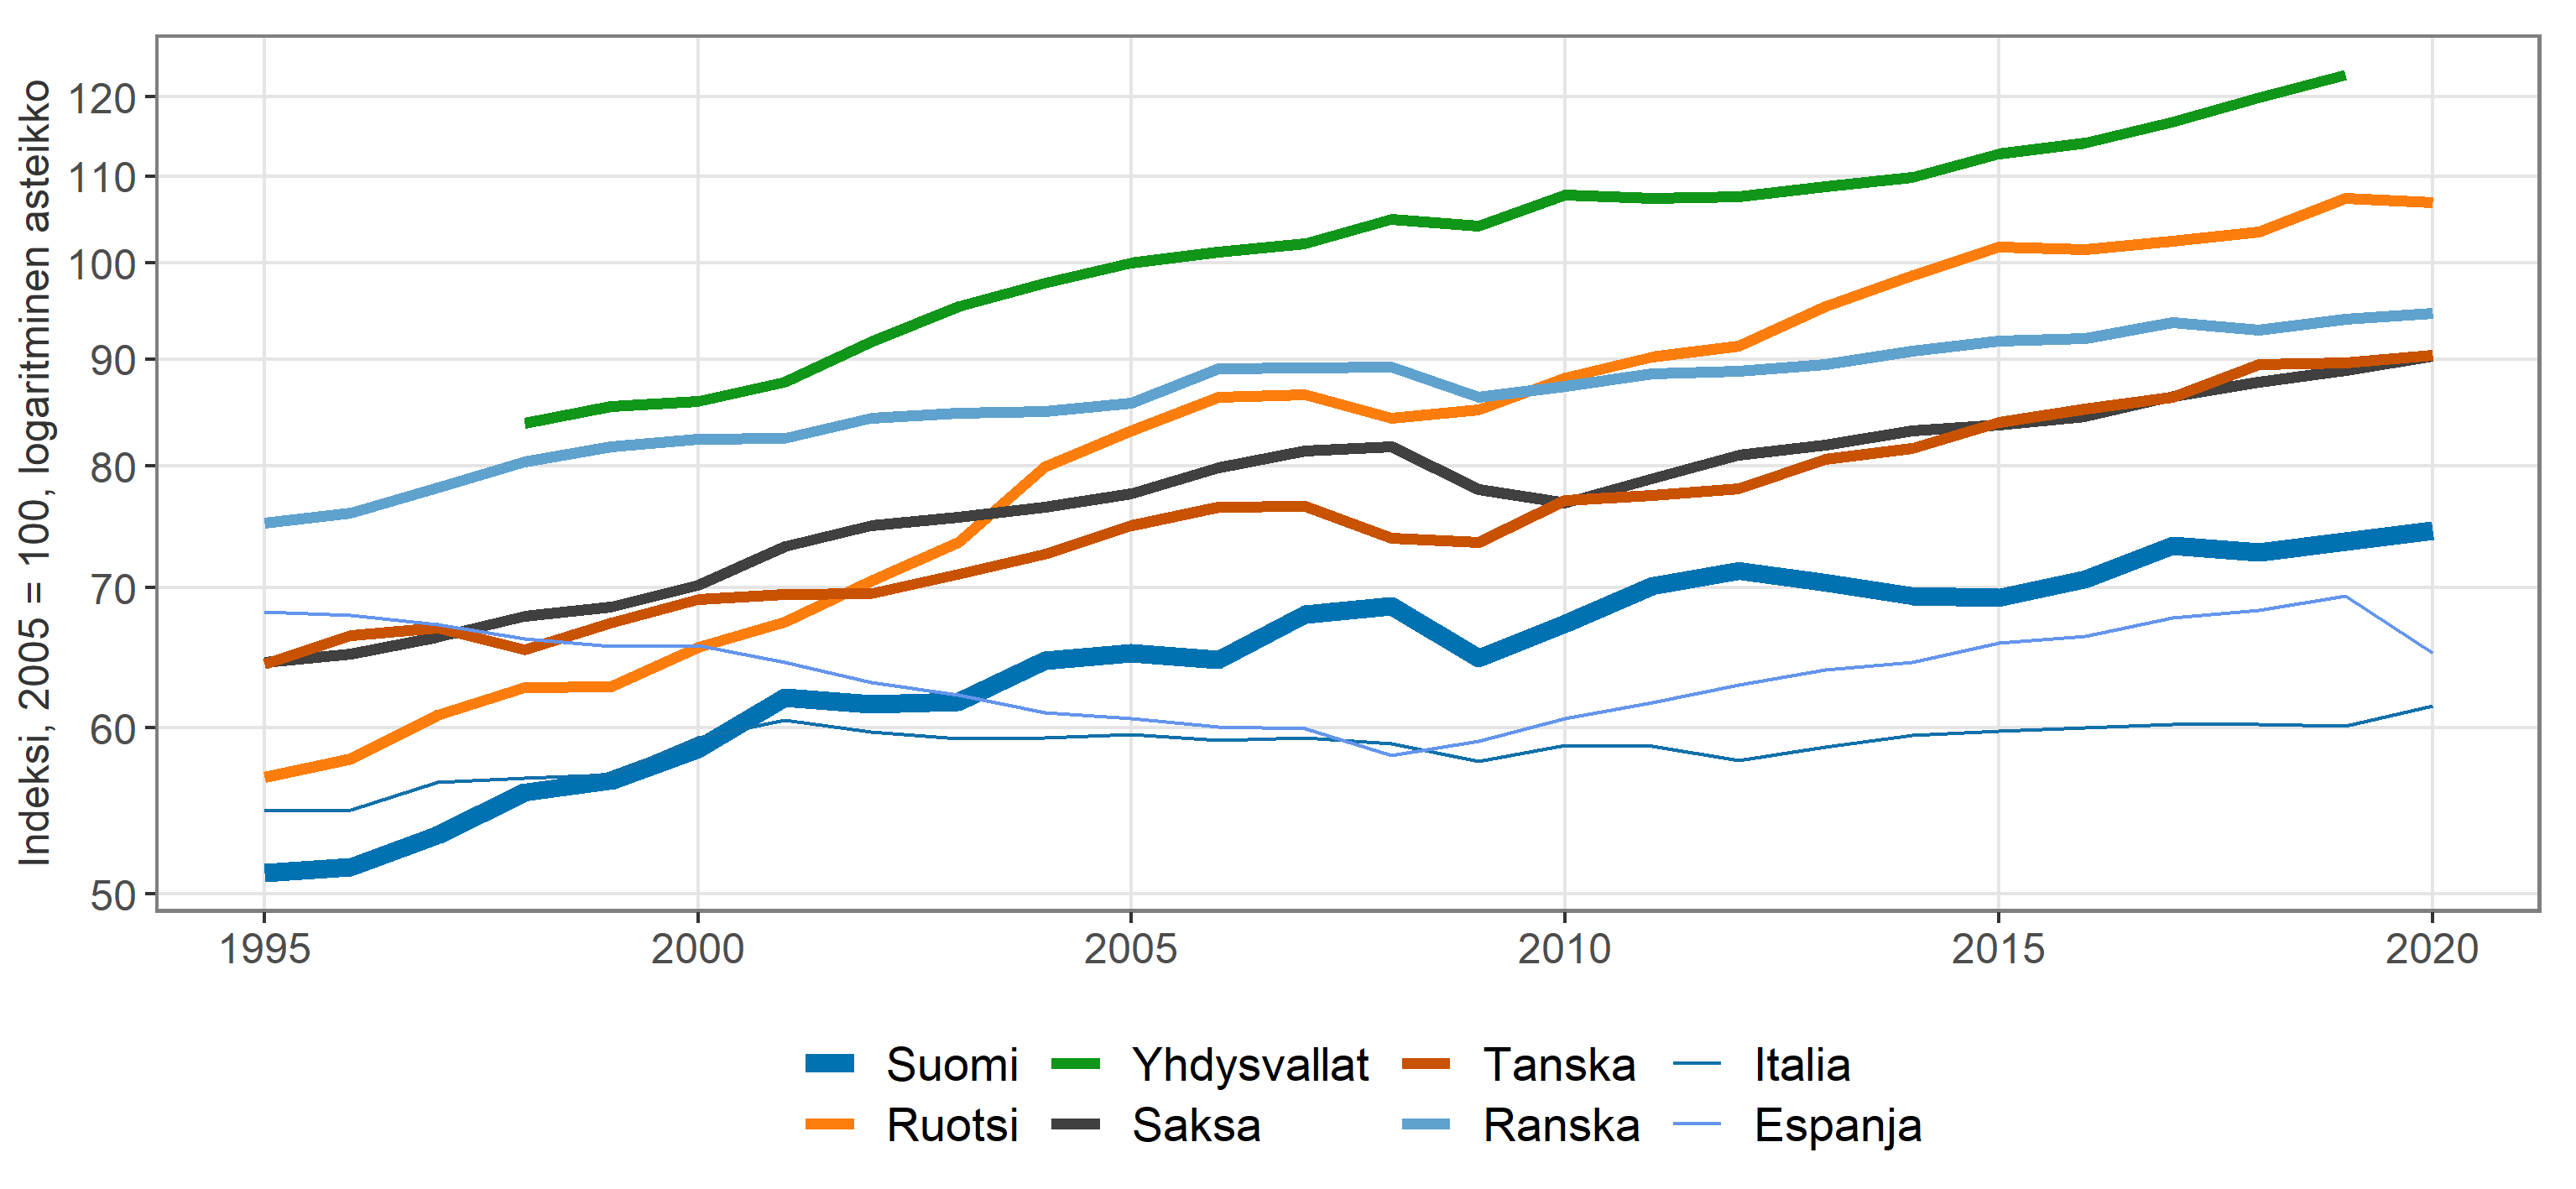 Indeksi, 2005 = 100, logaritminen asteikko
120
110
100
90
80
70
60
50
1995 2000 2005 2010 2015 2020
Suomi Yhdysvallat Tanska Italia
Ruotsi Saksa Ranska Espanja